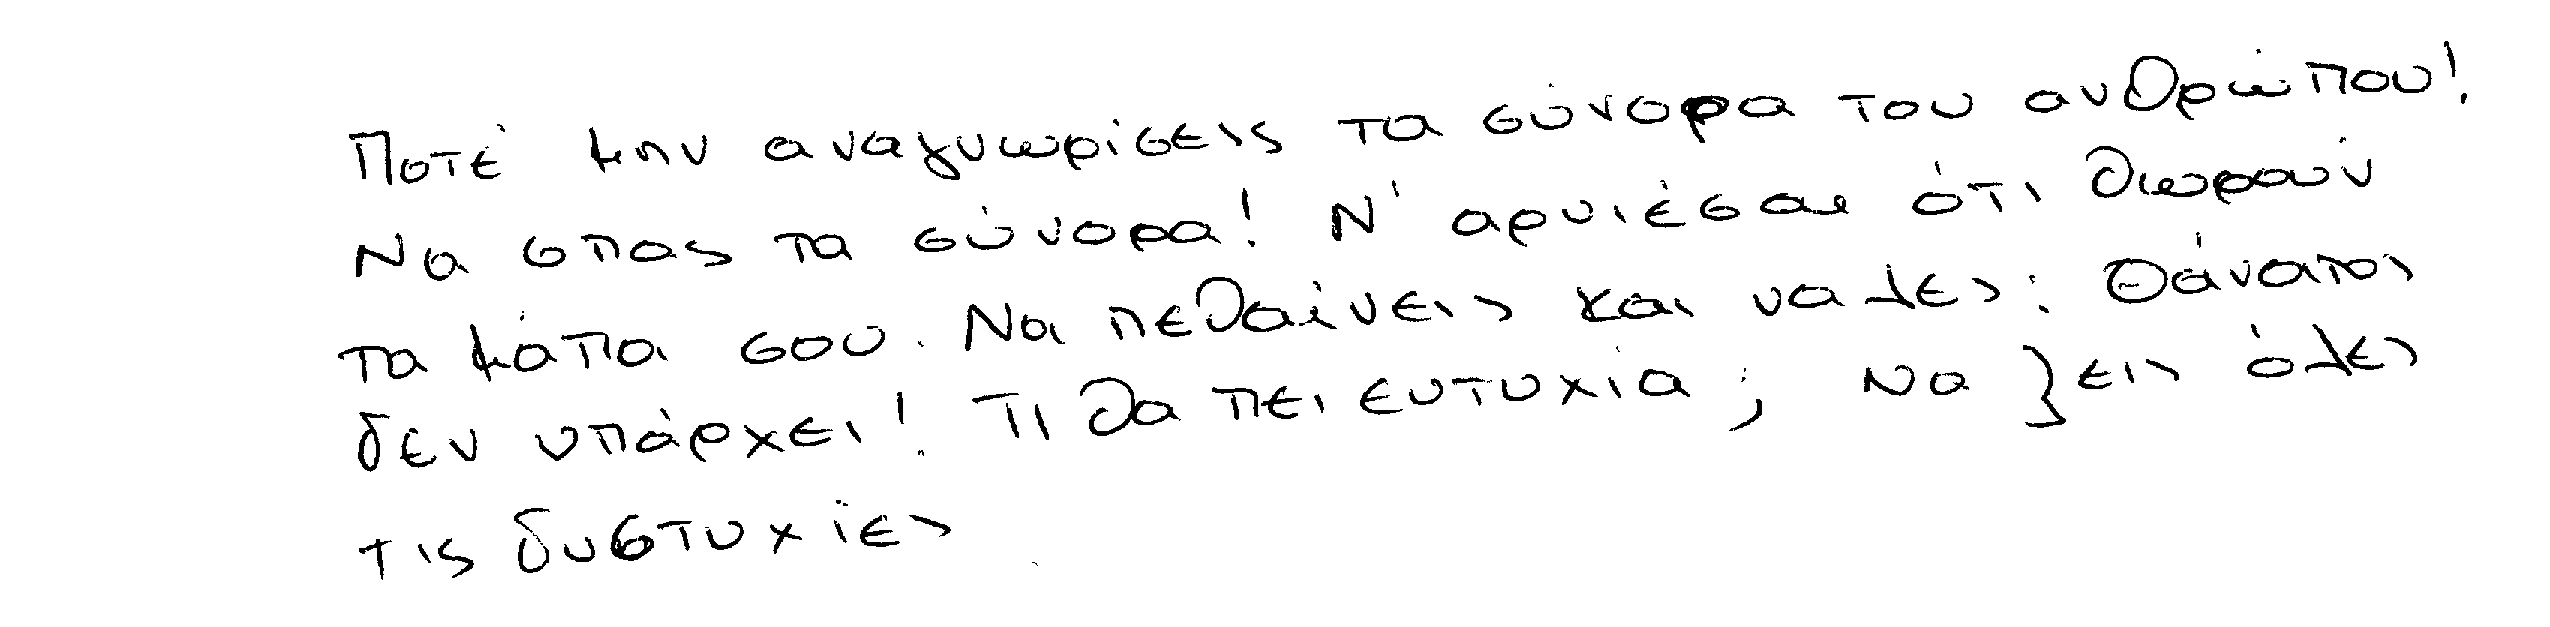 Ποτέ μην αναγνωρίσεις τα σύνορα του ανθρώπου!
Να σπας τα σύνορα! Ν' αρνιέσαι ότι θωρούν
τα μάτια σου. Να πεθαίνεις και να λες: Θάνατος
δεν υπάρχει! Τι θα πει ευτυχία; Να ζεις όλες
τις δυστυχίες